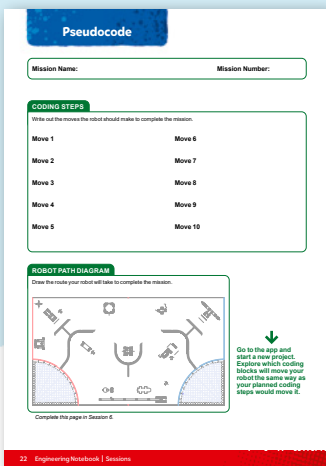 Pseudocode
Mission Name: Mission Number:
CODING STEPS
Write out the moves the robot should make to complete the mission.
Move 1 Move 6
Move 2 Move 7
Move 3 Move 8
Move 4 Move 9
Move 5 Move 10
ROBOT PATH DIAGRAM
Draw the route your robot will take to complete the mission.
Go to the app and
start a new project.
Explore which coding
blocks will move your
robot the same way as
your planned coding
steps would move it.
Complete this page in Session 6.
22 Engineering Notebook | Sessions